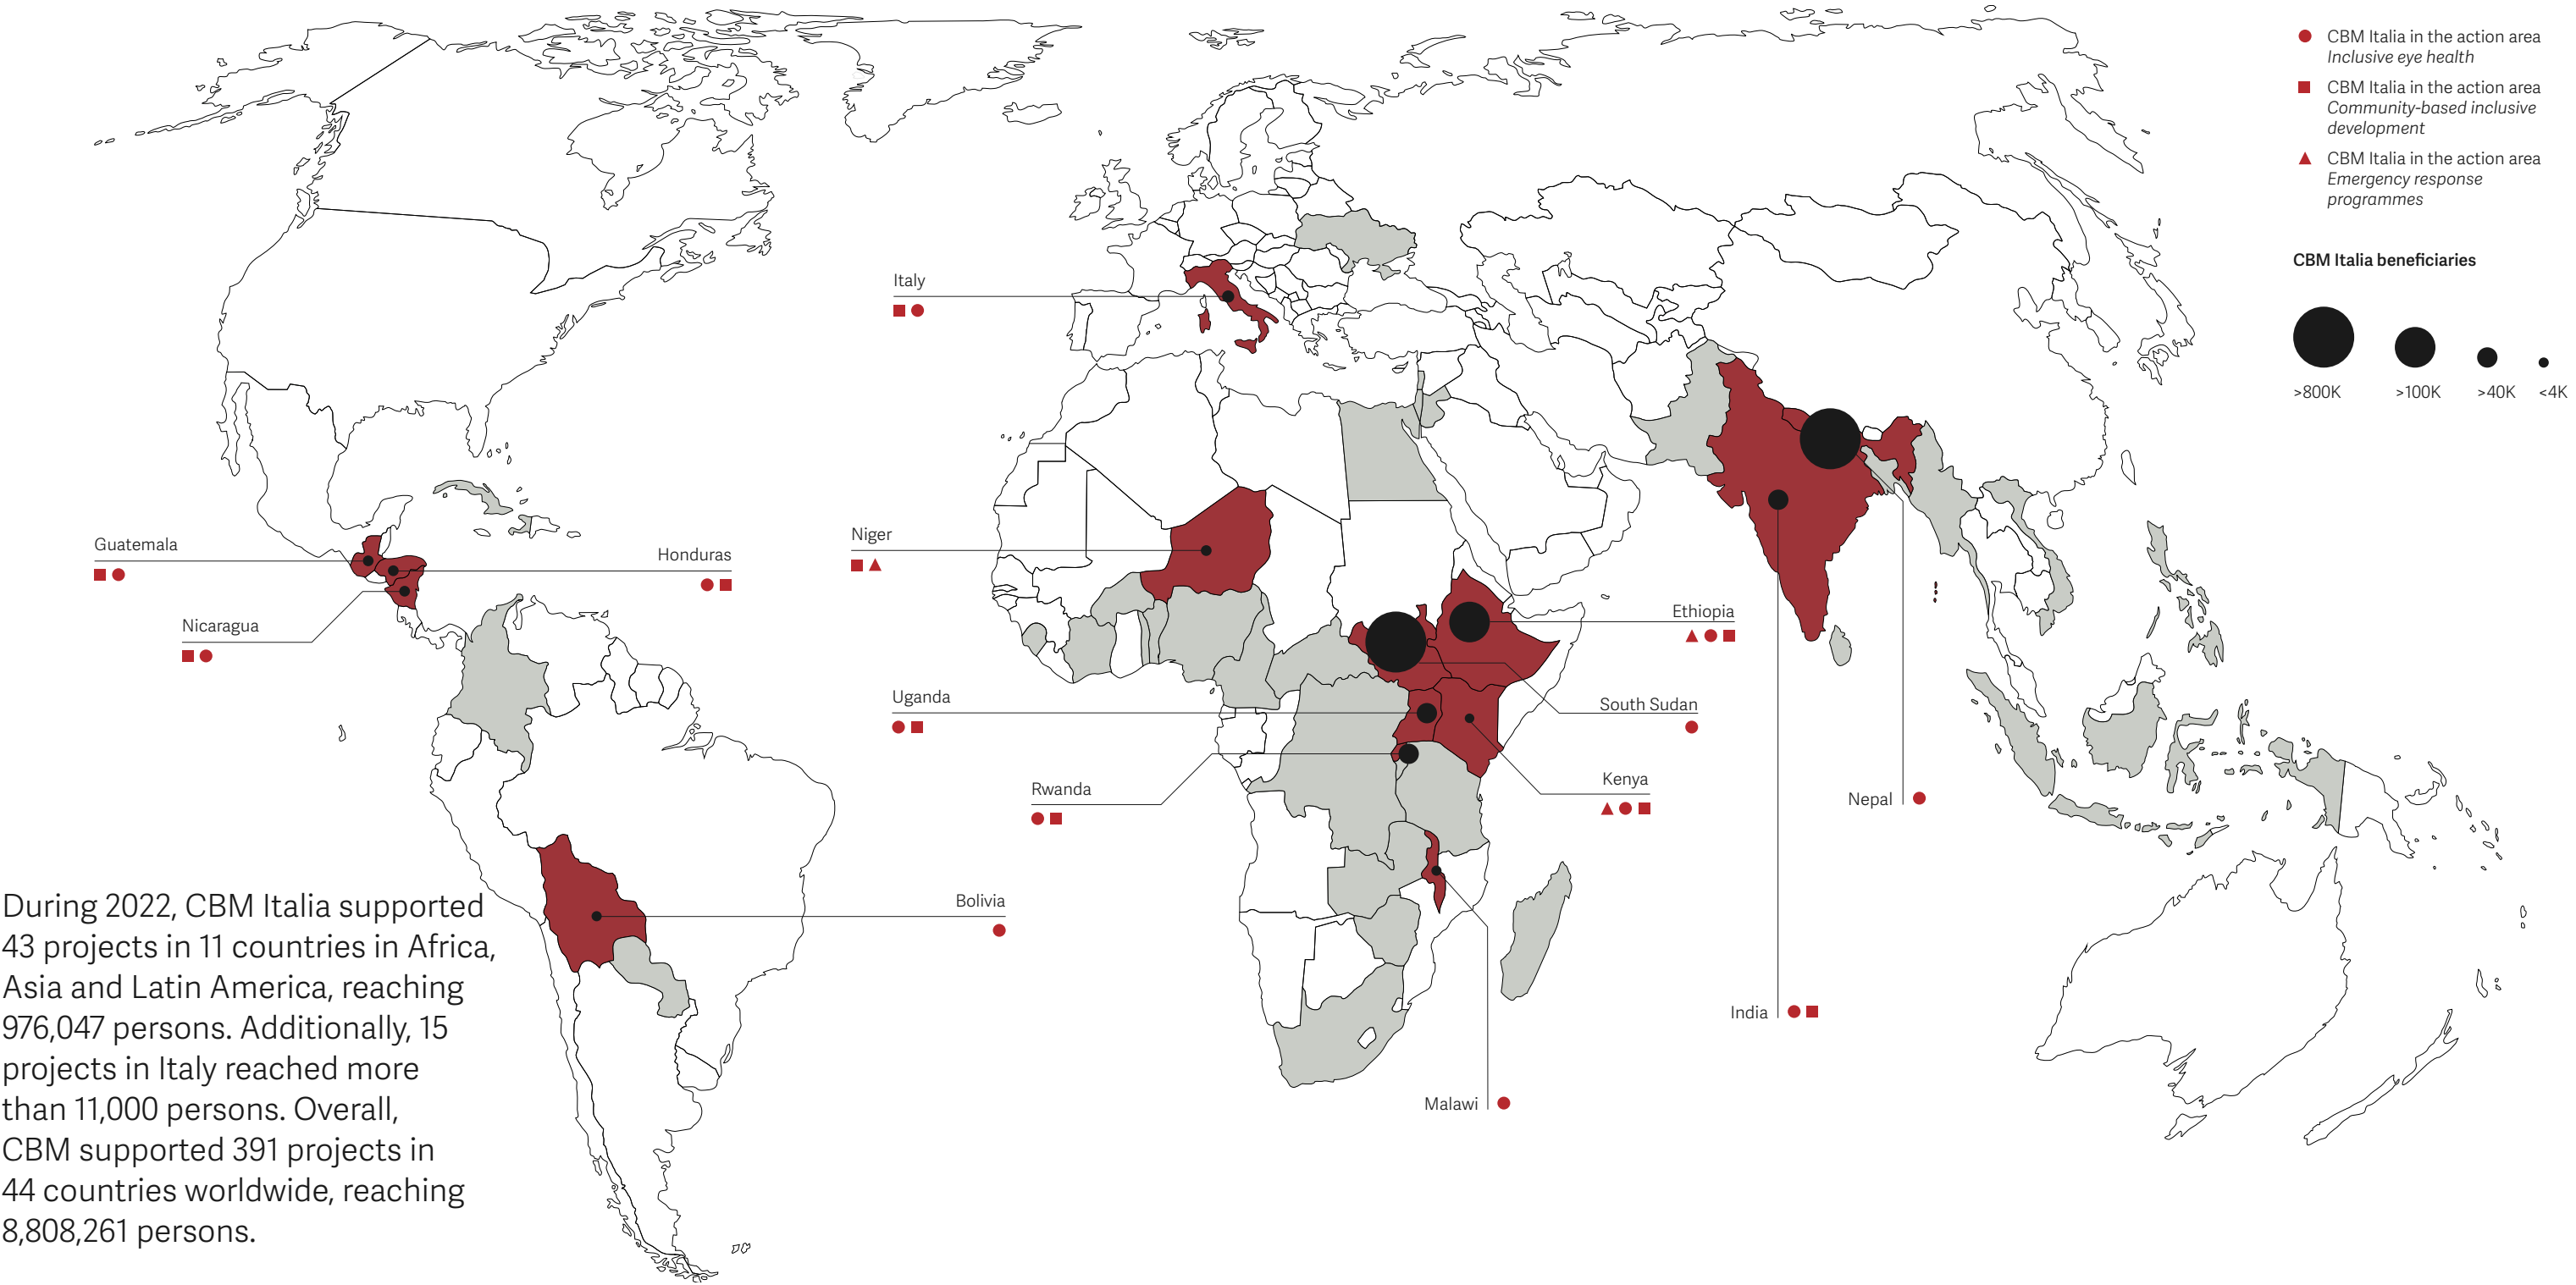 CBM Italia in the action area
Inclusive eye health
CBM Italia in the action area
Community-based inclusive
development
CBM Italia in the action area
Emergency response
programmes
CBM Italia beneficiaries
>800K
>100K
>40K
<4K
Italy
Guatemala
Honduras
Nicaragua
Niger
Ethiopia
Uganda
South Sudan
Rwanda
Kenya
Nepal
Bolivia
India
Malawi
During 2022, CBM Italia supported
43 projects in 11 countries in Africa,
Asia and Latin America, reaching
976,047 persons. Additionally, 15
projects in Italy reached more
than 11,000 persons. Overall,
CBM supported 391 projects in
44 countries worldwide, reaching
8,808,261 persons.